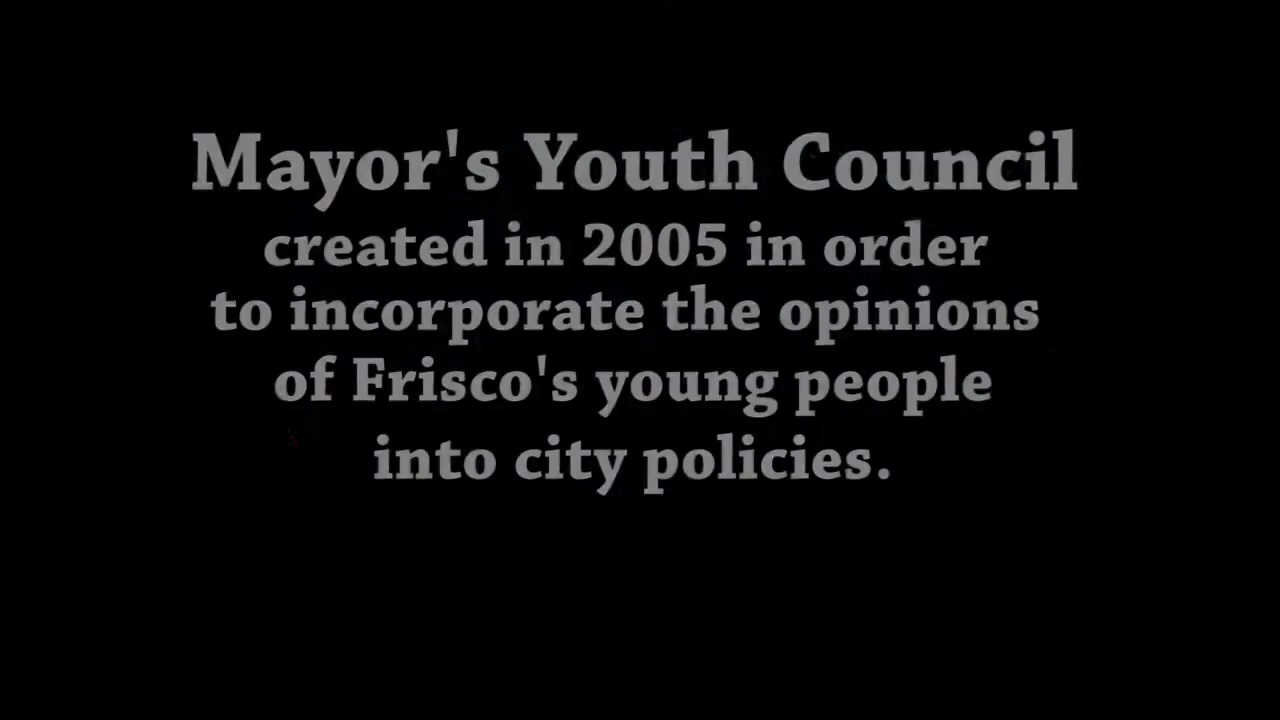 Mayor's Youth Council
created in 2005 in order
to incorporate the opinions
of Frisco's young people
into city policies.